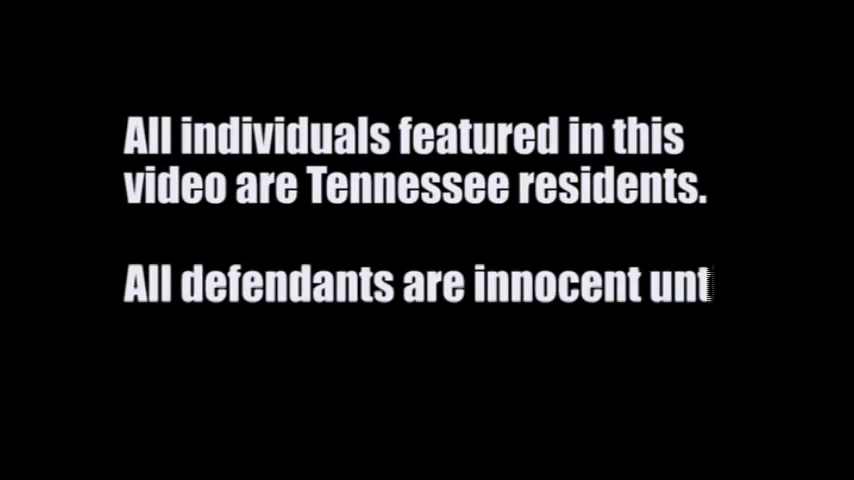 All individuals featured in this
video are Tennessee residents.
All defendants are innocent unt